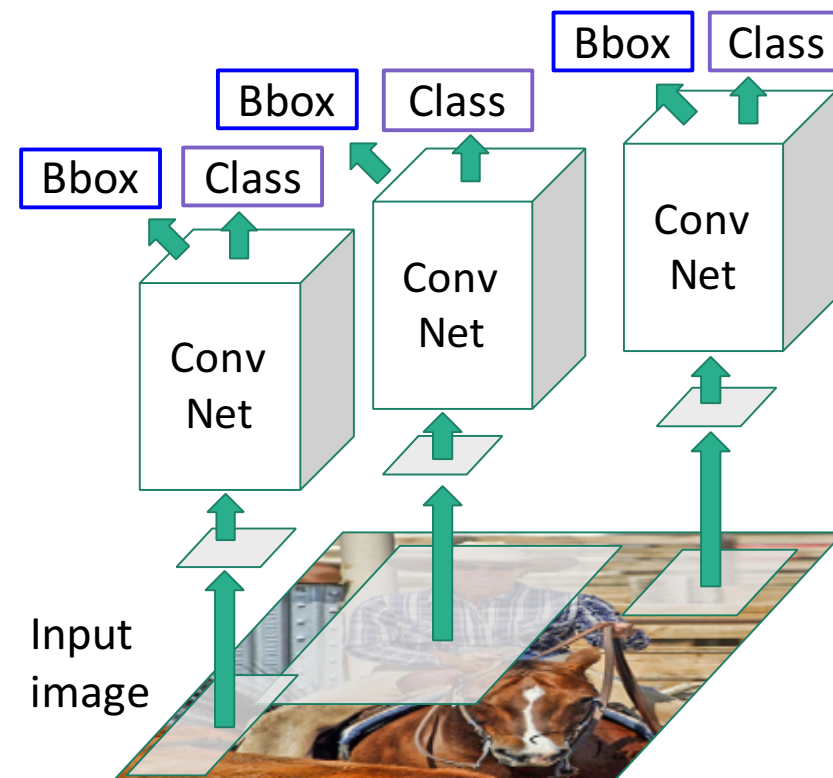 Bbox Class
Bbox Class
Bbox Class
Conv
Net
Conv
Net
Conv
Net
Input
image